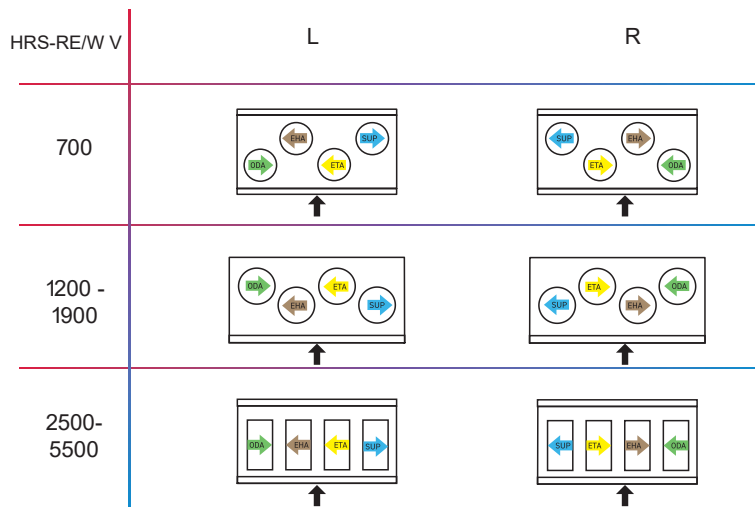 HRS-RE/W V
L
R
700
EHA
SUP
ODA
ETA
SUP
EHA
ETA
ODA
1200 -
1900
ODA
ETA
EHA
SUP
ETA
ODA
SUP
EHA
2500-
5500
ODA
EHA
ETA
SUP
SUP
ETA
EHA
ODA